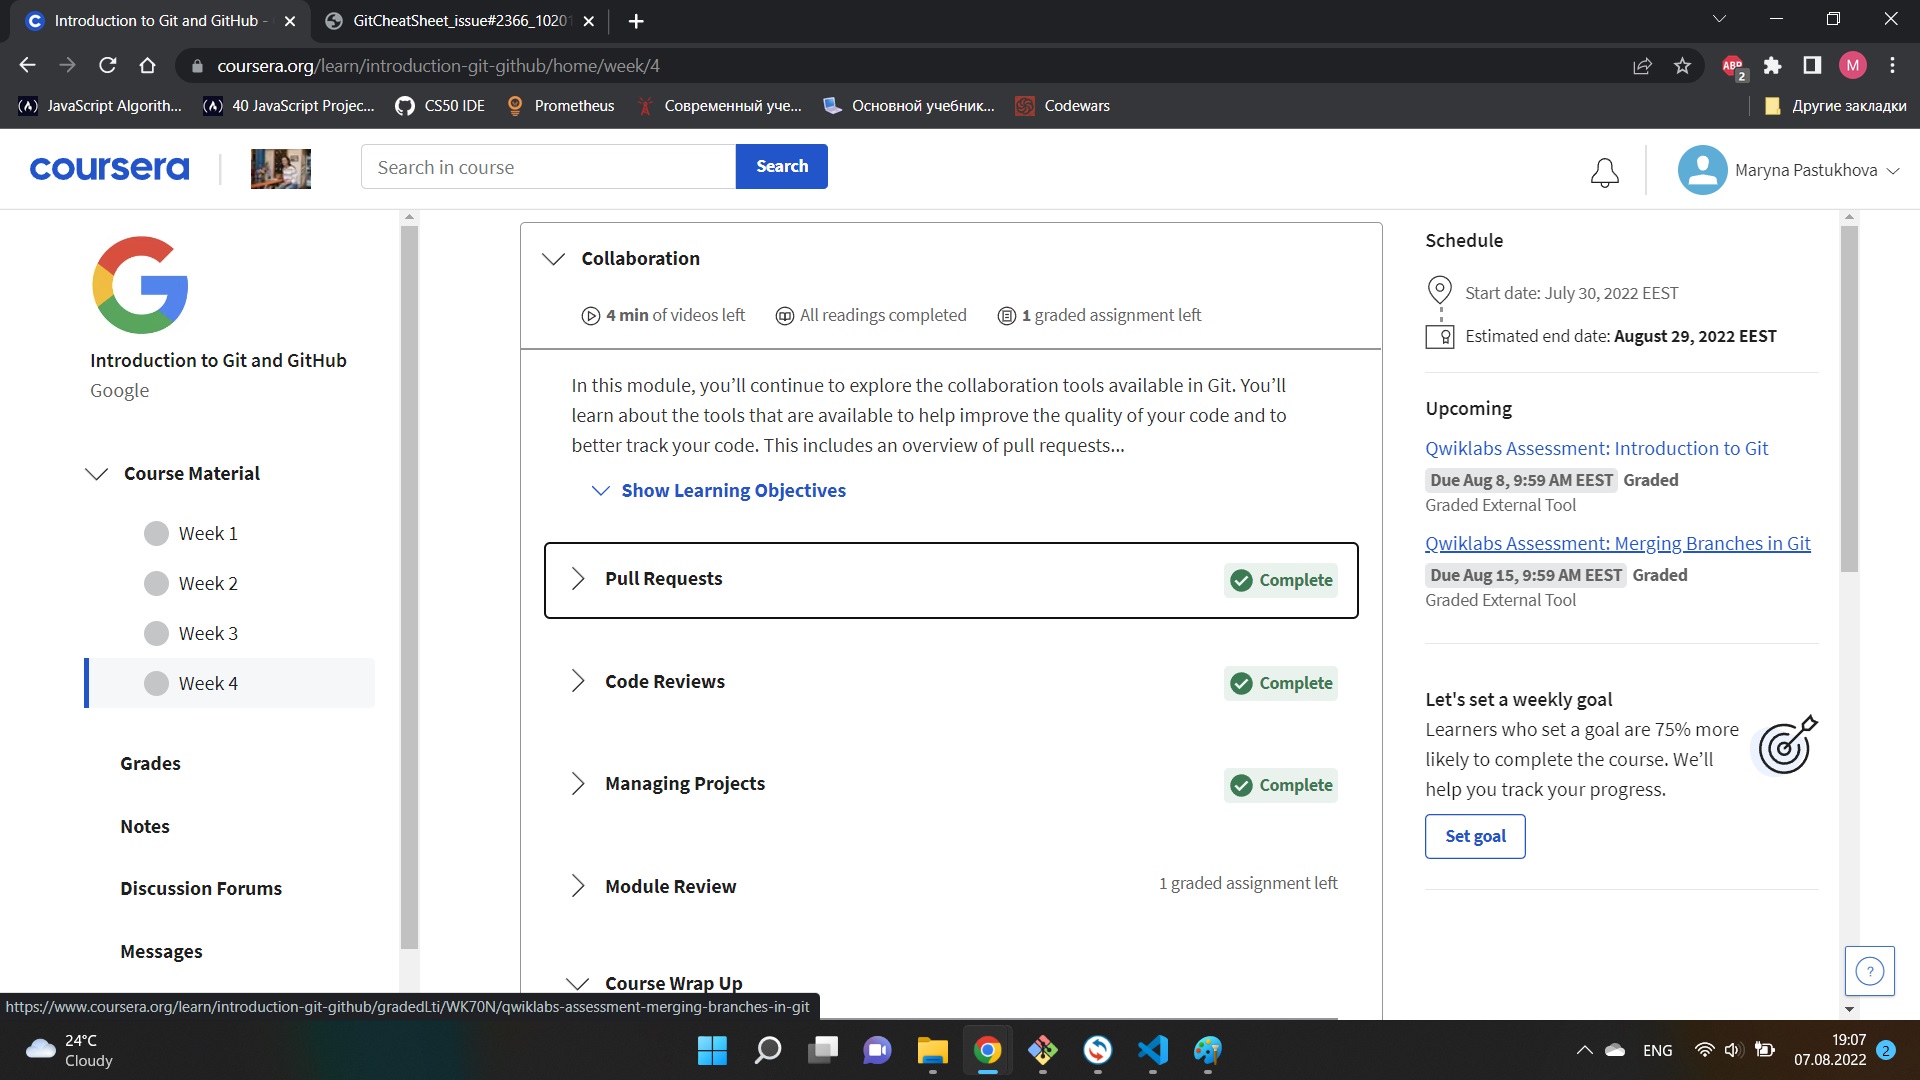 Introduction to Git and GitHub -
GitCheatSheet_issue#2366_10201
coursera.org/learn/introduction-git-github/home/week/4
ABP
2
M
JavaScript Algorith...
40 JavaScript Projec...
CS50 IDE
Prometheus
Современный уче...
Основной учебник...
Codewars
Другие закладки
coursera
Search in course
Search
Maryna Pastukhova
Introduction to Git and GitHub
Google
Course Material
Week 1
Week 2
Week 3
Week 4
Grades
Notes
Discussion Forums
Messages
Collaboration
4 min of videos left
All readings completed
1 graded assignment left
In this module, you’ll continue to explore the collaboration tools available in Git. You’ll
learn about the tools that are available to help improve the quality of your code and to
better track your code. This includes an overview of pull requests...
Show Learning Objectives
Pull Requests
Complete
Code Reviews
Complete
Managing Projects
Complete
Module Review
1 graded assignment left
Course Wrap Up
Schedule
Start date: July 30, 2022 EEST
Estimated end date: August 29, 2022 EEST
Upcoming
Qwiklabs Assessment: Introduction to Git
Due Aug 8, 9:59 AM EEST Graded
Graded External Tool
Qwiklabs Assessment: Merging Branches in Git
Due Aug 15, 9:59 AM EEST Graded
Graded External Tool
Let's set a weekly goal
Learners who set a goal are 75% more
likely to complete the course. We’ll
help you track your progress.
Set goal
?
https://www.coursera.org/learn/introduction-git-github/gradedLti/WK70N/qwiklabs-assessment-merging-branches-in-git
24°C
Cloudy
ENG
19:07
07.08.2022
2